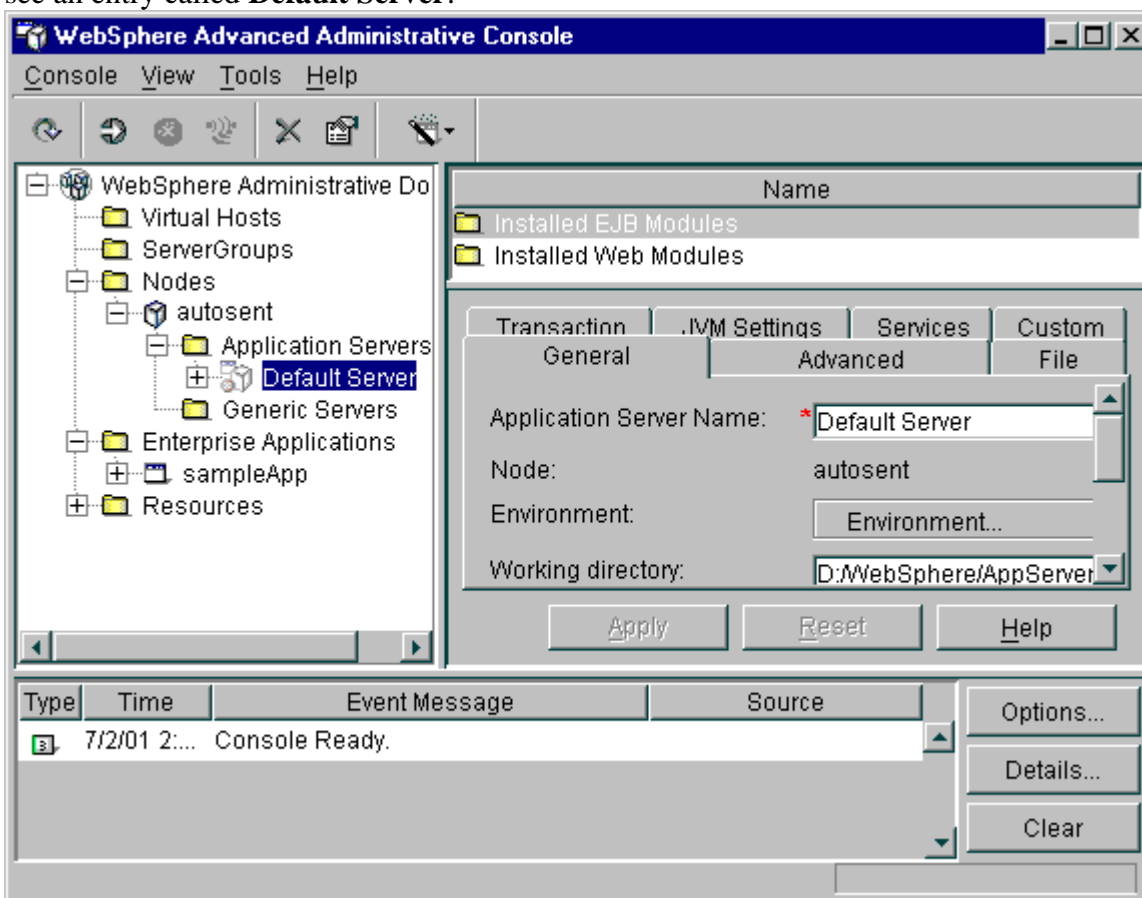 see an entry called Default Server.
WebSphere Advanced Administrative Console
Console View Tools Help
WebSphere Administrative Do
Virtual Hosts
ServerGroups
Nodes
autosent
Application Servers
Default Server
Generic Servers
Enterprise Applications
sampleApp
Resources
Name
Installed EJB Modules
Installed Web Modules
Transaction JVM Settings Services Custom
General Advanced File
Application Server Name: *Default Server
Node: autosent
Environment: Environment...
Working directory: D:/WebSphere/AppServer
Apply Reset Help
Type Time Event Message Source
3 7/2/01 2:... Console Ready.
Options...
Details...
Clear